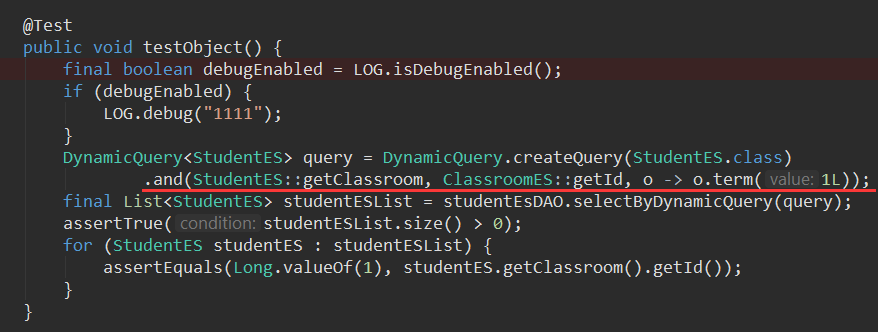 @Test
public void testObject() {
final boolean debugEnabled = LOG.isDebugEnabled();
if (debugEnabled) {
LOG.debug("1111");
}
DynamicQuery<StudentES> query = DynamicQuery.createQuery(StudentES.class)
.and(StudentES::getClassroom, ClassroomES::getId, o -> o.term( value: 1L));
final List<StudentES> studentESList = studentEsDAO.selectByDynamicQuery(query);
assertTrue( condition: studentESList.size() > 0);
for (StudentES studentES : studentESList) {
assertEquals(Long.valueOf(1), studentES.getClassroom().getId());
}
}